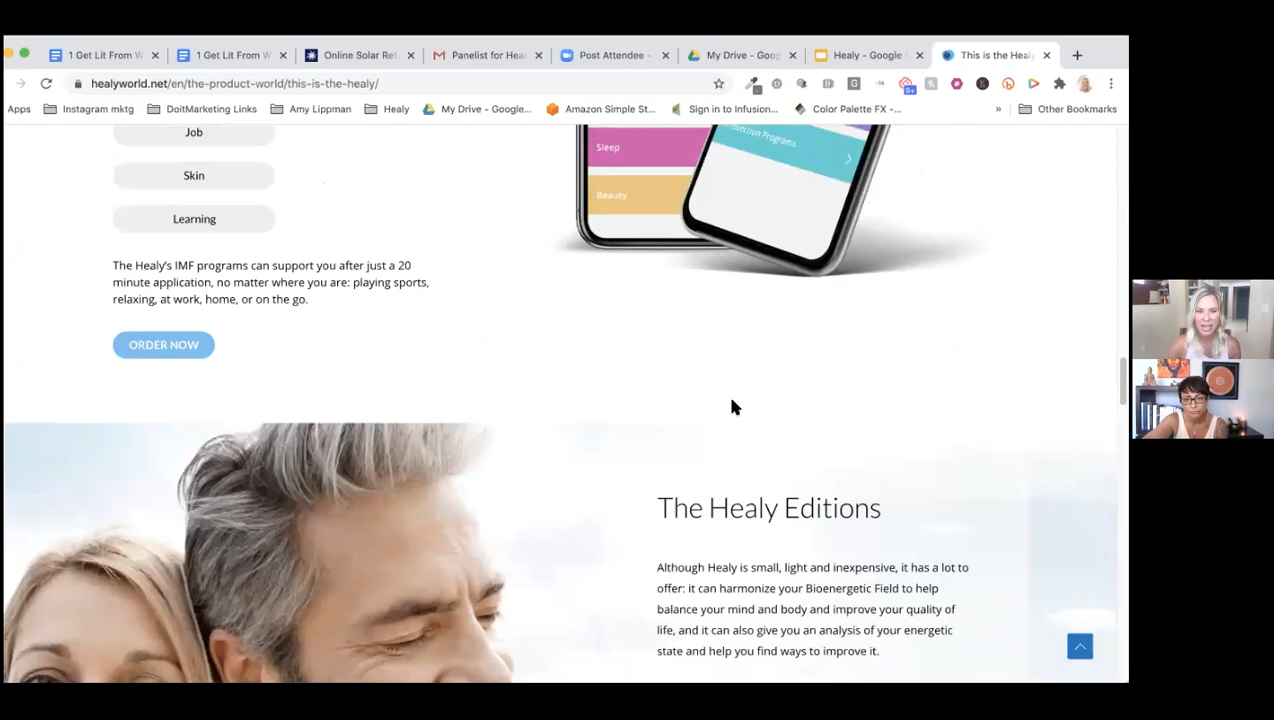 1 Get Lit From W
1 Get Lit From W
Online Solar Ret
Panelist for Heal
Post Attendee -
My Drive - Goog
Healy - Google S
This is the Healy
healyworld.net/en/the-product-world/this-is-the-healy/
Apps
Instagram mktg
DoitMarketing Links
Amy Lippman
Healy
My Drive - Google...
Amazon Simple St...
Sign in to Infusion...
Color Palette FX -...
»
Other Bookmarks
Job
Skin
Learning
Sleep
Beauty
Protection Programs
The Healy's IMF programs can support you after just a 20
minute application, no matter where you are: playing sports,
relaxing, at work, home, or on the go.
ORDER NOW
The Healy Editions
Although Healy is small, light and inexpensive, it has a lot to
offer: it can harmonize your Bioenergetic Field to help
balance your mind and body and improve your quality of
life, and it can also give you an analysis of your energetic
state and help you find ways to improve it.